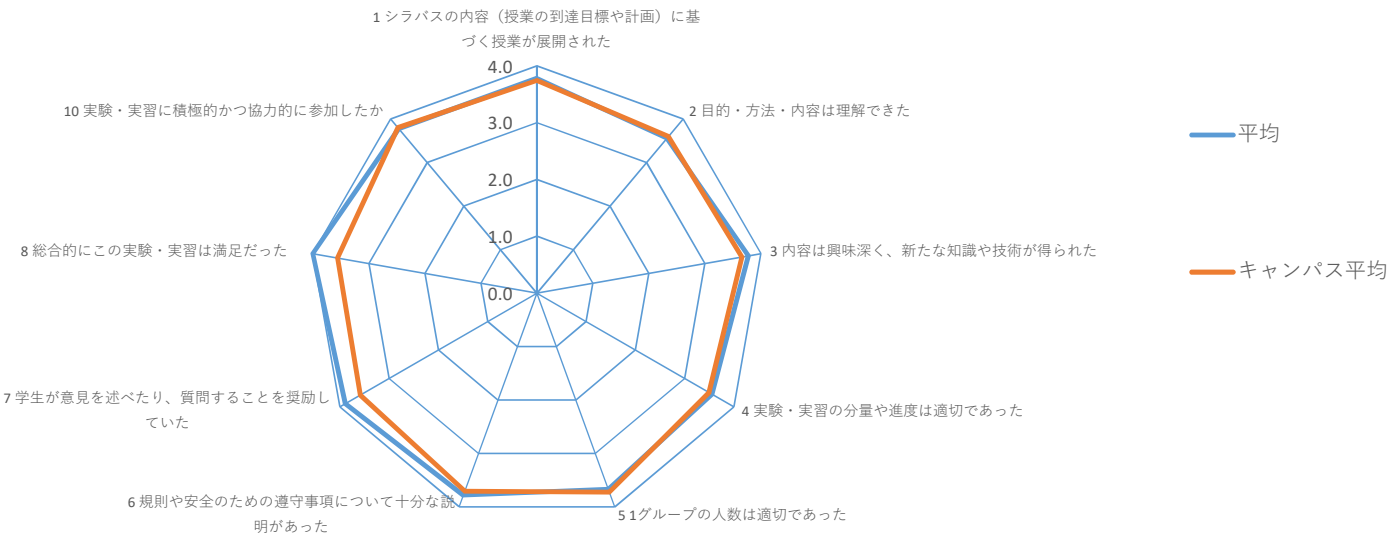 1 シラバスの内容（授業の到達目標や計画）に基
づく授業が展開された
4.0
3.0
2.0
1.0
0.0
2 目的・方法・内容は理解できた
3 内容は興味深く、新たな知識や技術が得られた
4 実験・実習の分量や進度は適切であった
5 1グループの人数は適切であった
6 規則や安全のための遵守事項について十分な説
明があった
7 学生が意見を述べたり、質問することを奨励し
ていた
8 総合的にこの実験・実習は満足だった
10 実験・実習に積極的かつ協力的に参加したか
平均
キャンパス平均